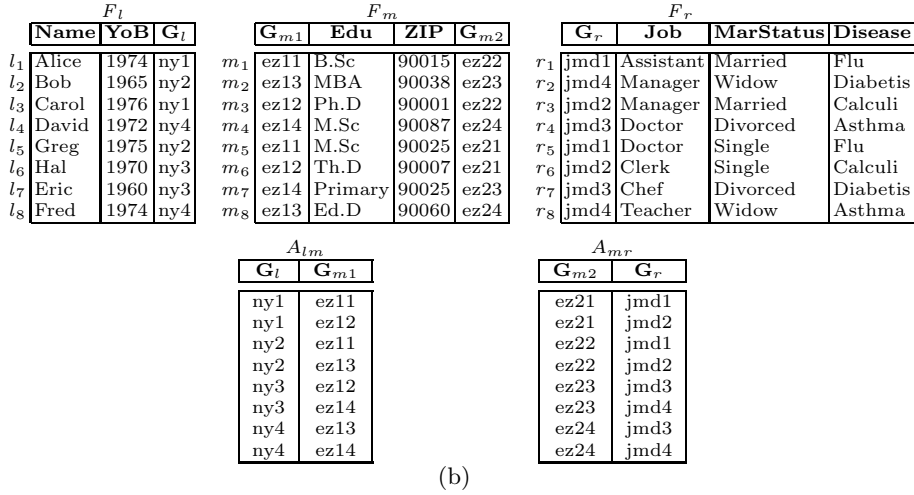 F_l F_m F_r
Name YoB G_l G_m1 Edu ZIP G_m2 G_r Job MarStatus Disease
l_1 Alice 1974 ny1 m_1 ez11 B.Sc 90015 ez22 r_1 jmd1 Assistant Married Flu
l_2 Bob 1965 ny2 m_2 ez13 MBA 90038 ez23 r_2 jmd4 Manager Widow Diabetis
l_3 Carol 1976 ny1 m_3 ez12 Ph.D 90001 ez22 r_3 jmd2 Manager Married Calculi
l_4 David 1972 ny4 m_4 ez14 M.Sc 90087 ez24 r_4 jmd3 Doctor Divorced Asthma
l_5 Greg 1975 ny2 m_5 ez11 M.Sc 90025 ez21 r_5 jmd1 Doctor Single Flu
l_6 Hal 1970 ny3 m_6 ez12 Th.D 90007 ez21 r_6 jmd2 Clerk Single Calculi
l_7 Eric 1960 ny3 m_7 ez14 Primary 90025 ez23 r_7 jmd3 Chef Divorced Diabetis
l_8 Fred 1974 ny4 m_8 ez13 Ed.D 90060 ez24 r_8 jmd4 Teacher Widow Asthma
A_lm A_mr
G_l G_m1 G_m2 G_r
ny1 ez11 ez21 jmd1
ny1 ez12 ez21 jmd2
ny2 ez11 ez22 jmd1
ny2 ez13 ez22 jmd2
ny3 ez12 ez23 jmd3
ny3 ez14 ez23 jmd4
ny4 ez13 ez24 jmd3
ny4 ez14 ez24 jmd4
(b)